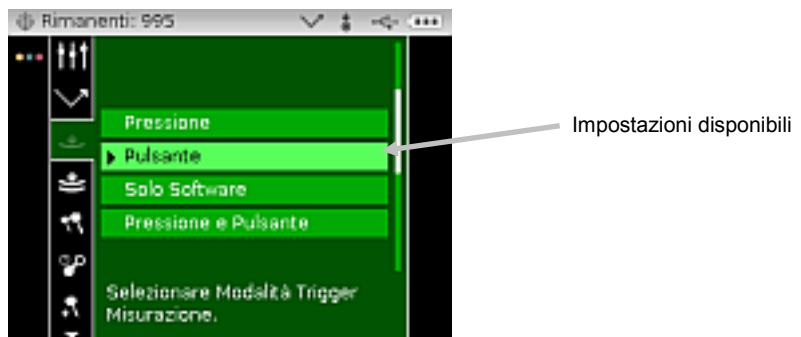 Rimanenti: 995
Pressione
Pulsante
Impostazioni disponibili
Solo Software
Pressione e Pulsante
Selezionare Modalità Trigger
Misurazione.